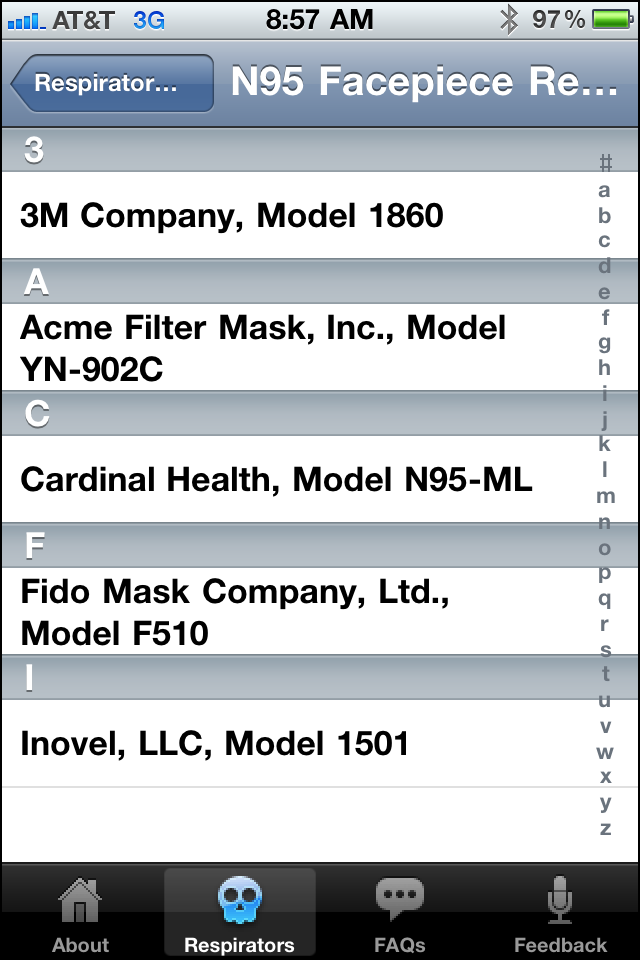 AT&T 3G 8:57 AM 97%
Respirator... N95 Facepiece Re...
3
3M Company, Model 1860
A
Acme Filter Mask, Inc., Model
YN-902C
C
Cardinal Health, Model N95-ML
F
Fido Mask Company, Ltd.,
Model F510
I
Inovel, LLC, Model 1501
#
a
b
c
d
e
f
g
h
i
j
k
l
m
n
o
p
q
r
s
t
u
v
w
x
y
z
About Respirators FAQs Feedback